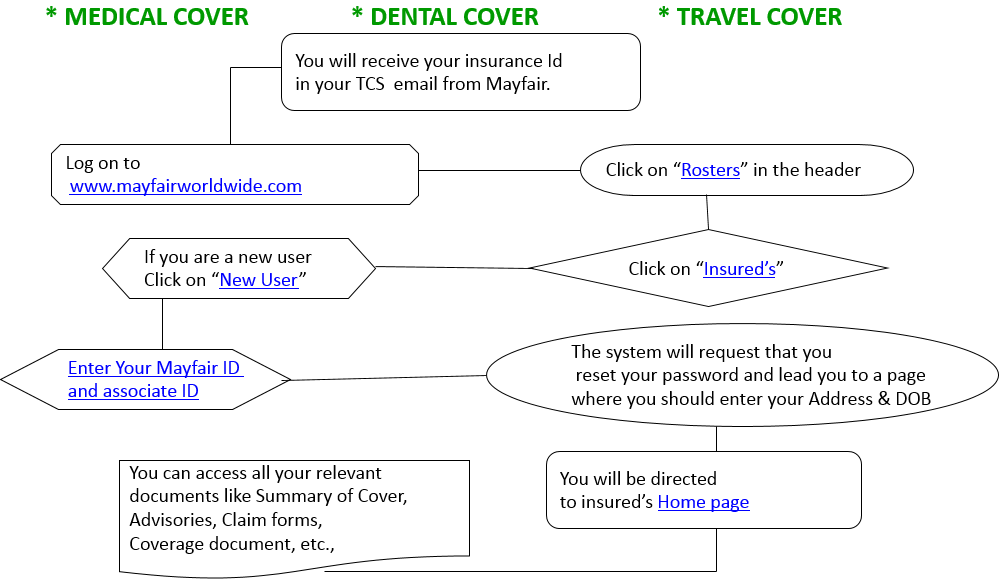 * MEDICAL COVER * DENTAL COVER * TRAVEL COVER
You will receive your insurance Id
in your TCS email from Mayfair.
Log on to
www.mayfairworldwide.com
Click on “Rosters” in the header
Click on “Insured’s”
If you are a new user
Click on “New User”
Enter Your Mayfair ID
and associate ID
The system will request that you
reset your password and lead you to a page
where you should enter your Address & DOB
You will be directed
to insured’s Home page
You can access all your relevant
documents like Summary of Cover,
Advisories, Claim forms,
Coverage document, etc.,